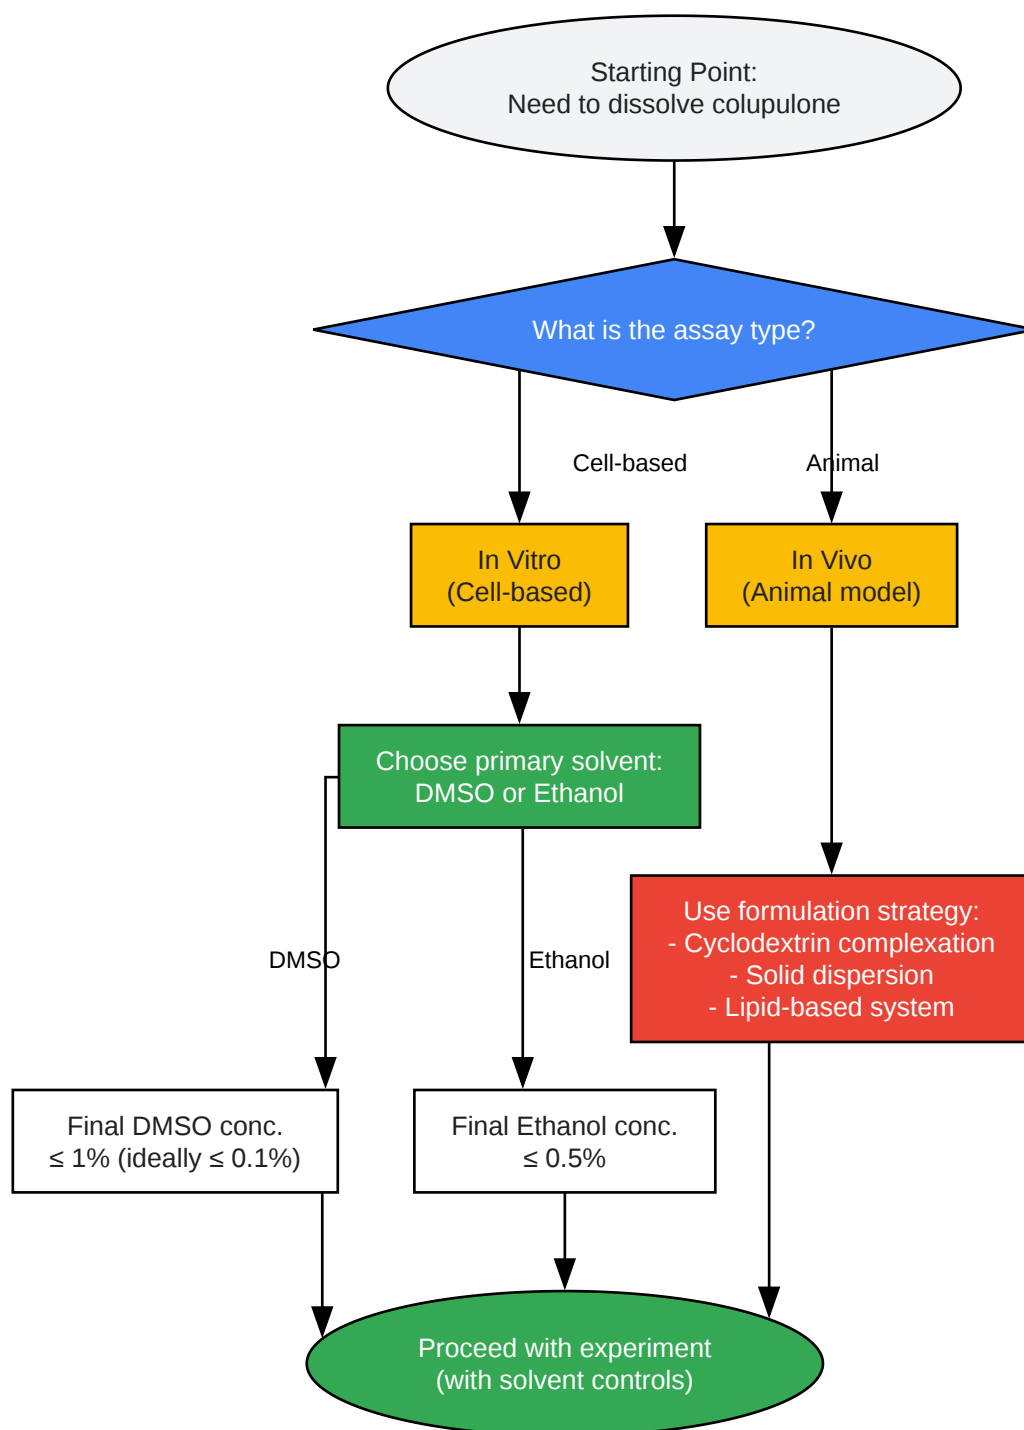 Starting Point:
Need to dissolve colupulone
What is the assay type?
Cell-based
Animal
In Vitro
(Cell-based)
In Vivo
(Animal model)
Choose primary solvent:
DMSO or Ethanol
Use formulation strategy:
- Cyclodextrin complexation
- Solid dispersion
- Lipid-based system
DMSO
Ethanol
Final DMSO conc.
≤ 1% (ideally ≤ 0.1%)
Final Ethanol conc.
≤ 0.5%
Proceed with experiment
(with solvent controls)